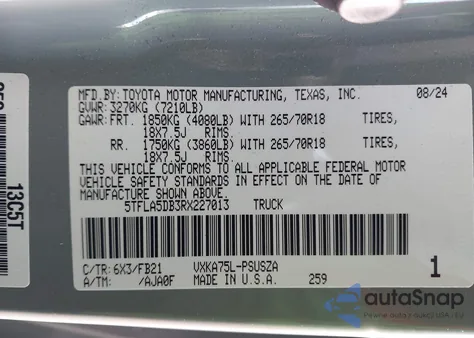 MFD.BY:TOYOTA MOTOR MANUFACTURING, TEXAS, INC. 08/24
GVWR: 3270KG (7210LB)
GAWR:FRT. 1850KG (4080LB) WITH 265/70R18 TIRES,
18X7.5J RIMS.
RR. 1750KG (3860LB) WITH 265/70R18 TIRES,
18X7.5J RIMS.
THIS VEHICLE CONFORMS TO ALL APPLICABLE FEDERAL MOTOR
VEHICLE SAFETY STANDARDS IN EFFECT ON THE DATE OF
MANUFACTURE SHOWN ABOVE.
5TFLA5DB3RX227013 TRUCK
C/TR: 6X3/FB21 VXKA75L-PSUSZA
A/TM: /AJA0F MADE IN U.S.A. 259 1
13C5T
autoSnap